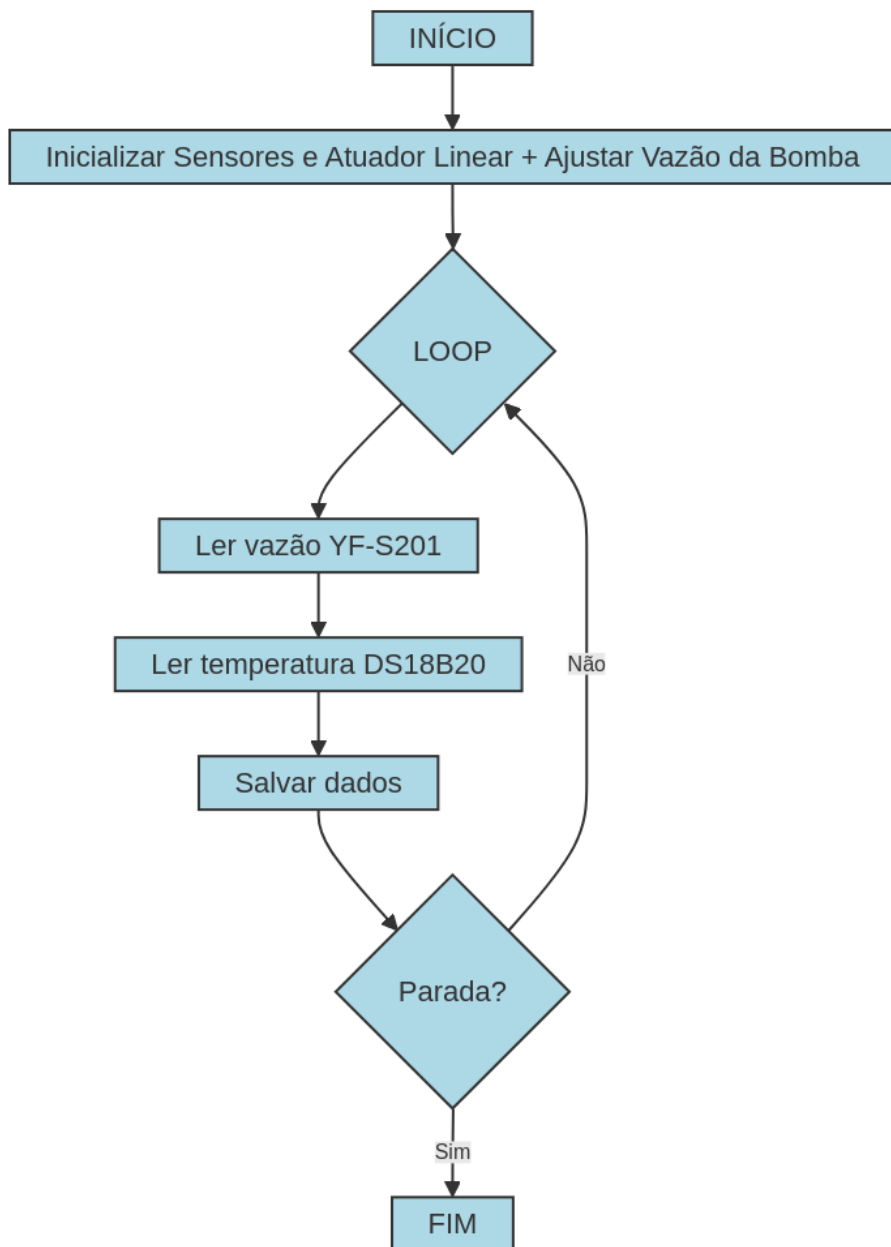 INÍCIO
Inicializar Sensores e Atuador Linear + Ajustar Vazão da Bomba
LOOP
Ler vazão YF-S201
Ler temperatura DS18B20
Não
Salvar dados
Parada?
Sim
FIM